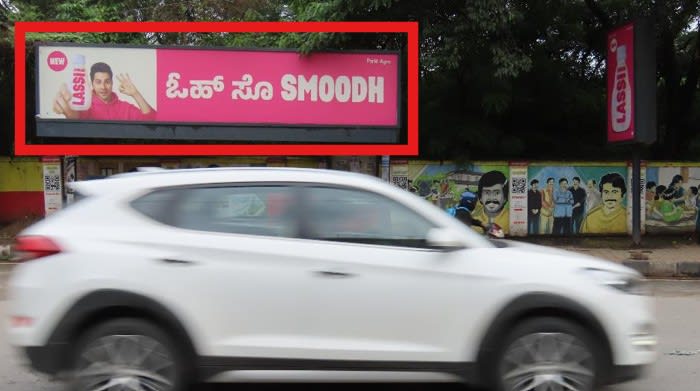 NEW
LASSI
ಓಹ್ ಸೊ SMOODH
Parle Agro
LASSI